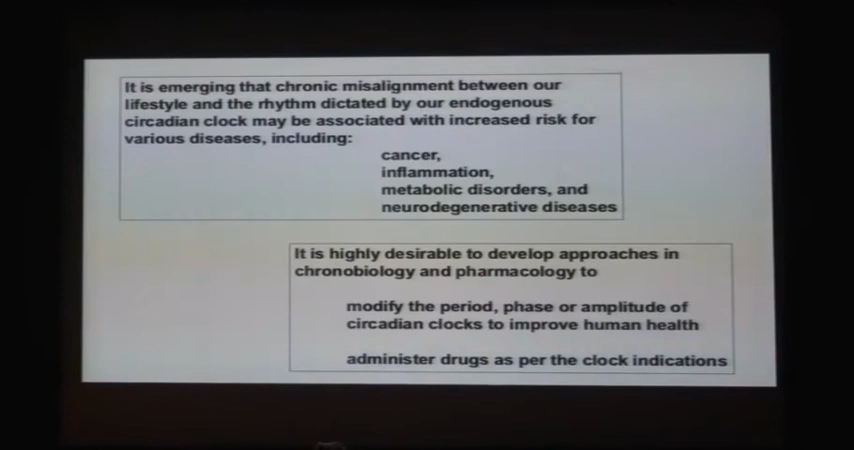 It is emerging that chronic misalignment between our
lifestyle and the rhythm dictated by our endogenous
circadian clock may be associated with increased risk for
various diseases, including:
cancer,
inflammation,
metabolic disorders, and
neurodegenerative diseases
It is highly desirable to develop approaches in
chronobiology and pharmacology to
modify the period, phase or amplitude of
circadian clocks to improve human health
administer drugs as per the clock indications